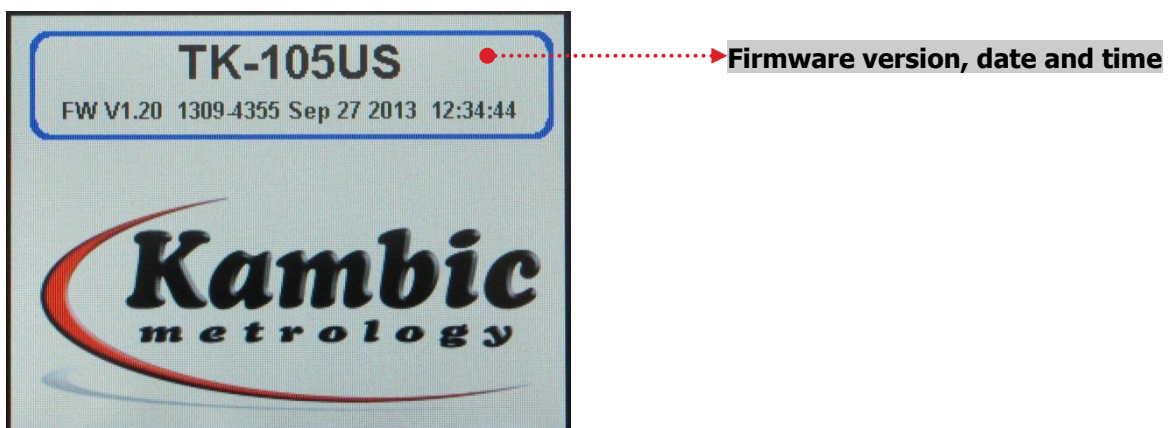 TK-105US
FW V1.20 1309-4355 Sep 27 2013 12:34:44
Firmware version, date and time
Kambic
metrology